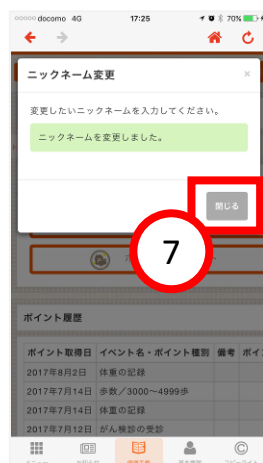 docomo 4G 17:25 70%
ニックネーム変更 ×
変更したいニックネームを入力してください。
ニックネームを変更しました。
閉じる
7
ポイント履歴
ポイント取得日 イベント名・ポイント種別 備考 ポイ
2017年8月2日 体重の記録
2017年7月14日 歩数／3000～4999歩
2017年7月14日 体重の記録
2017年7月12日 がん検診の受診